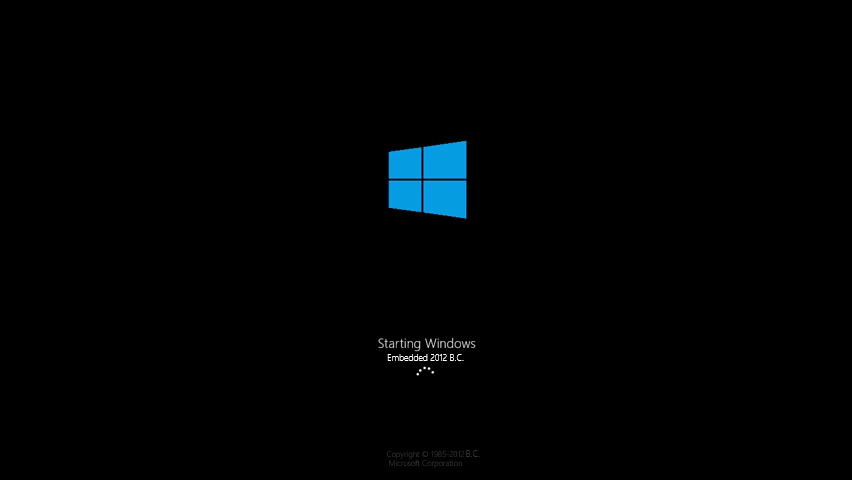 Starting Windows
Embedded 2012 B.C.
Copyright © 1985-2012 B.C.
Microsoft Corporation